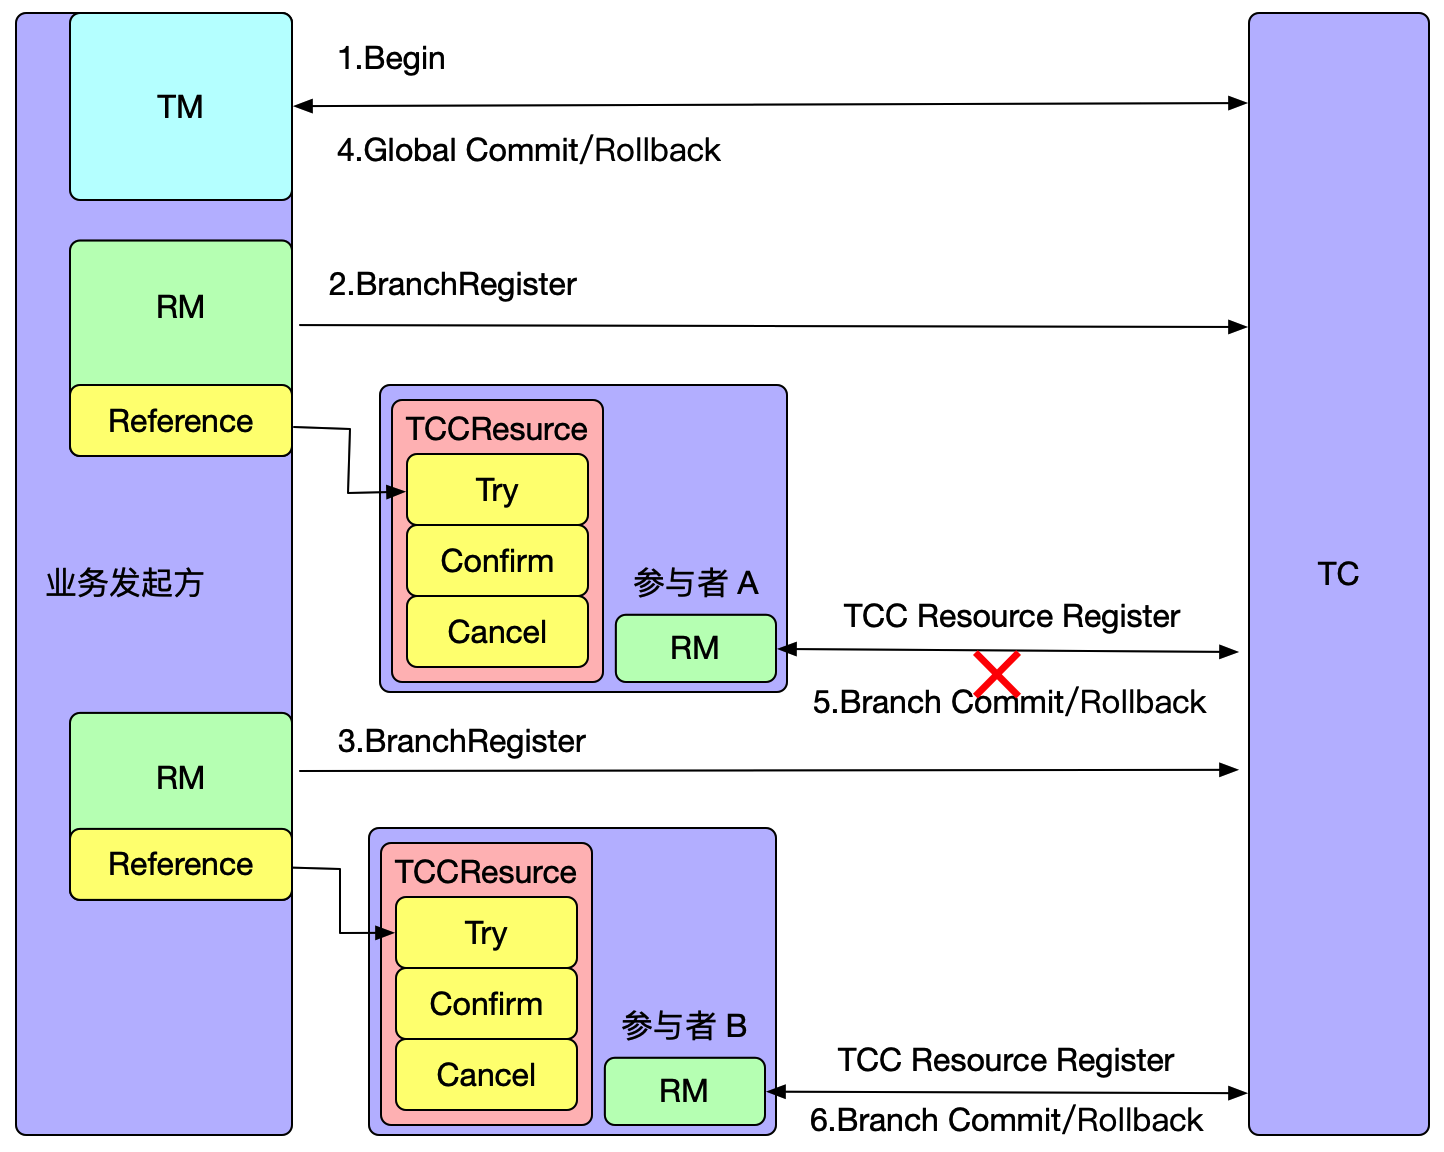 TM
1.Begin
4.Global Commit/Rollback
RM
2.BranchRegister
Reference
TCCResurce
Try
Confirm
Cancel
参与者 A
RM
业务发起方
TC
TCC Resource Register
5.Branch Commit/Rollback
RM
3.BranchRegister
Reference
TCCResurce
Try
Confirm
Cancel
参与者 B
RM
TCC Resource Register
6.Branch Commit/Rollback